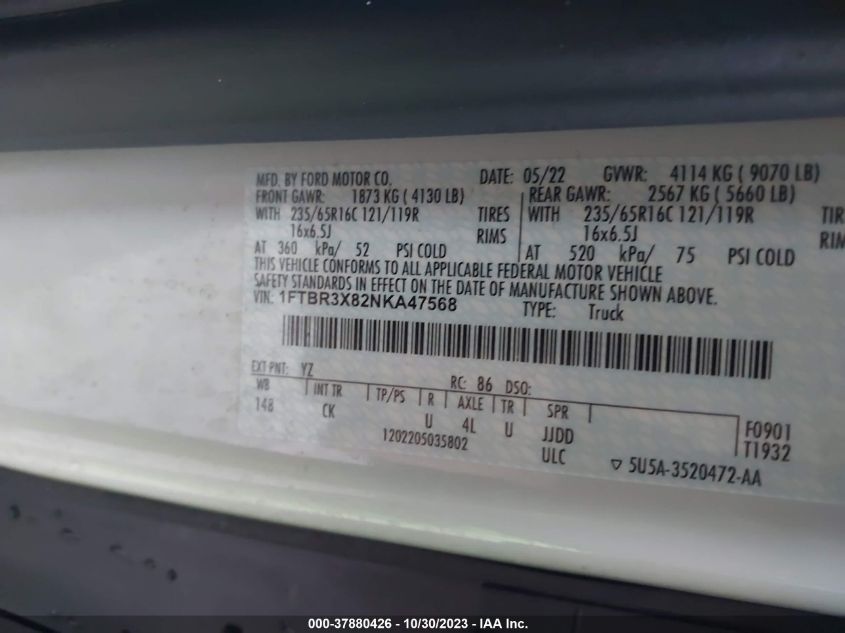 MFD. BY FORD MOTOR CO. DATE: 05/22 GVWR: 4114 KG ( 9070 LB)
FRONT GAWR: 1873 KG ( 4130 LB) REAR GAWR: 2567 KG ( 5660 LB)
WITH 235/65R16C 121/119R TIRES WITH 235/65R16C 121/119R TIR
16x6.5J RIMS 16x6.5J RIM
AT 360 kPa/ 52 PSI COLD AT 520 kPa/ 75 PSI COLD
THIS VEHICLE CONFORMS TO ALL APPLICABLE FEDERAL MOTOR VEHICLE
SAFETY STANDARDS IN EFFECT ON THE DATE OF MANUFACTURE SHOWN ABOVE.
VIN: 1FTBR3X82NKA47568 TYPE: Truck
EXT PNT: YZ RC: 86 DSO:
WB INT TR TP/PS R AXLE TR SPR
148 CK U 4L U JJDD F0901
1202205035802 ULC T1932
▽ 5U5A-3520472-AA
000-37880426 - 10/30/2023 - IAA Inc.